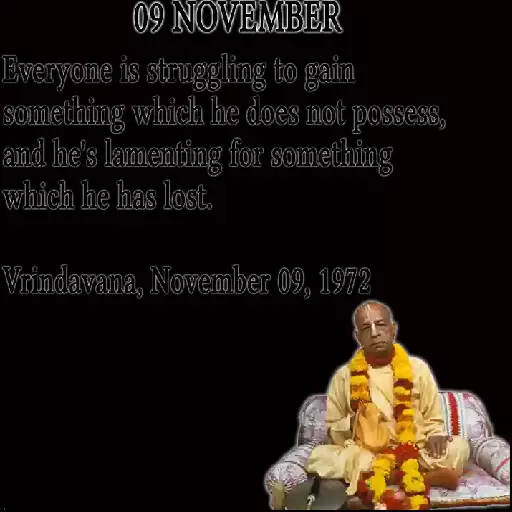 09 NOVEMBER
Everyone is struggling to gain
something which he does not possess,
and he's lamenting for something
which he has lost.
Vrindavana, November 09, 1972